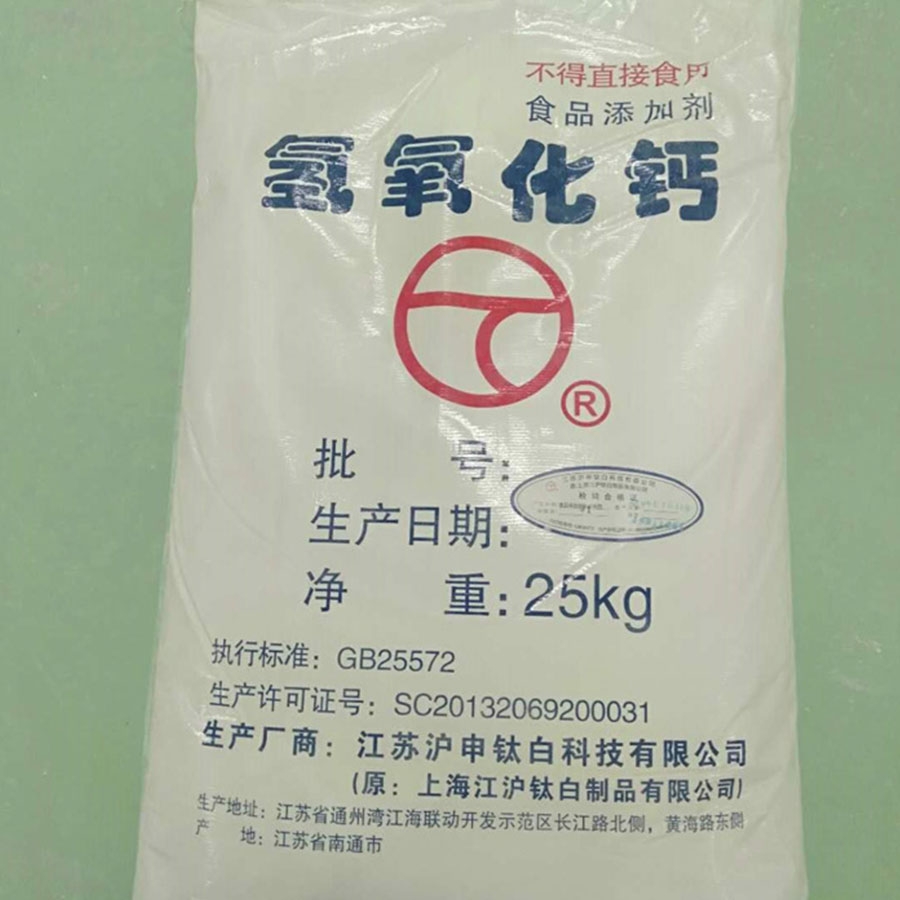 不得直接食用
食品添加剂
氢氧化钙
®
批 号:
生产日期:
净 重: 25kg
执行标准: GB25572
生产许可证号: SC20132069200031
生产厂商: 江苏沪申钛白科技有限公司
(原: 上海江沪钛白制品有限公司)
生产地址: 江苏省通州湾江海联动开发示范区长江路北侧, 黄海路东侧
产 地: 江苏省南通市